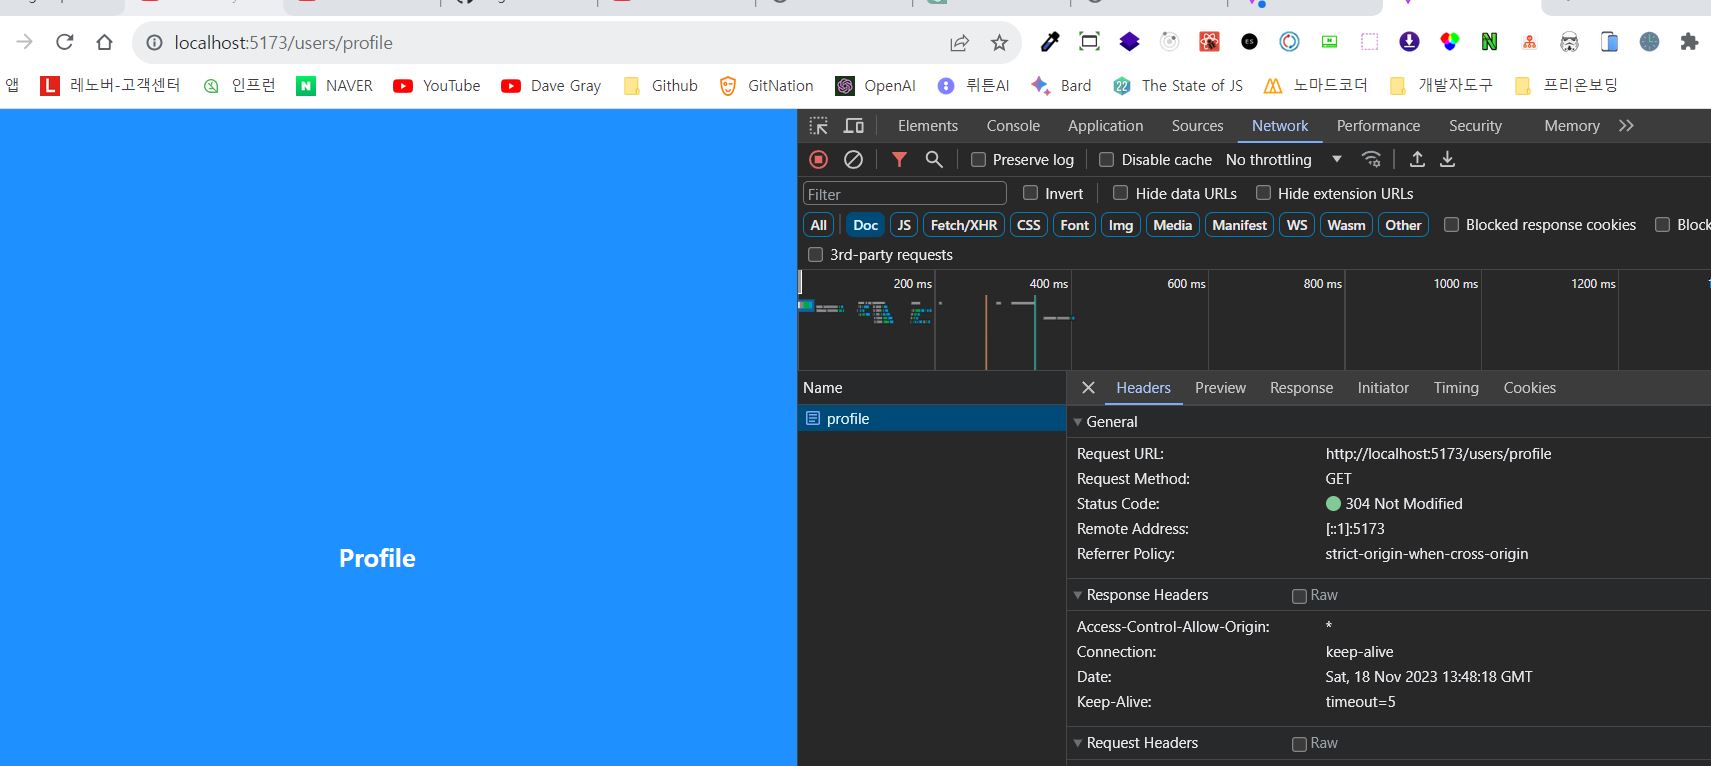 localhost:5173/users/profile
앱 레노버-고객센터 인프런 NAVER YouTube Dave Gray Github GitNation OpenAI 뤼튼AI Bard The State of JS 노마드코더 개발자도구 프리온보딩
Elements Console Application Sources Network Performance Security Memory
Preserve log Disable cache No throttling
Filter Invert Hide data URLs Hide extension URLs
All Doc JS Fetch/XHR CSS Font Img Media Manifest WS Wasm Other Blocked response cookies
3rd-party requests
200 ms 400 ms 600 ms 800 ms 1000 ms 1200 ms
Name Headers Preview Response Initiator Timing Cookies
profile
General
Request URL: http://localhost:5173/users/profile
Request Method: GET
Status Code: 304 Not Modified
Remote Address: [::1]:5173
Referrer Policy: strict-origin-when-cross-origin
Response Headers Raw
Access-Control-Allow-Origin: *
Connection: keep-alive
Date: Sat, 18 Nov 2023 13:48:18 GMT
Keep-Alive: timeout=5
Request Headers Raw
Profile